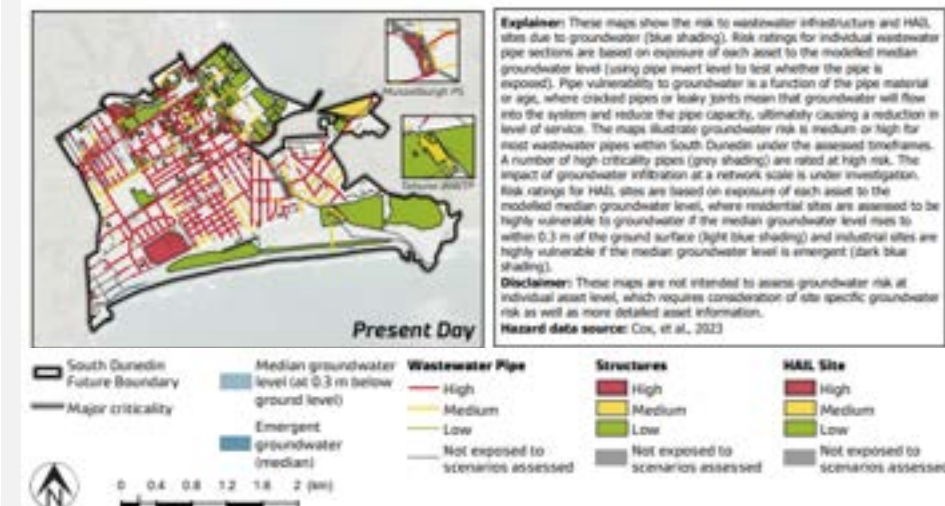 Explainer: These maps show the risk to wastewater infrastructure and HAIL
sites due to groundwater (blue shading). Risk ratings for individual wastewater
pipe sections are based on exposure of each asset to the modelled median
groundwater level (using pipe invert level to test whether the pipe is
exposed). Pipe vulnerability to groundwater is a function of the pipe material
or age, where cracked pipes or leaky joints mean that groundwater will flow
into the system and reduce the pipe capacity, ultimately causing a reduction in
level of service. The maps illustrate groundwater risk is medium or high for
most wastewater pipes within South Dunedin under the assessed timeframes.
A number of high criticality pipes (grey shading) are rated at high risk. The
impact of groundwater infiltration at a network scale is under investigation.
Risk ratings for HAIL sites are based on exposure of each asset to the
modelled median groundwater level, where residential sites are assessed to be
highly vulnerable to groundwater if the median groundwater level rises to
within 0.3 m of the ground surface (light blue shading) and industrial sites are
highly vulnerable if the median groundwater level is emergent (dark blue
shading).
Disclaimer: These maps are not intended to assess groundwater risk at
individual asset level, which requires consideration of site specific groundwater
risk as well as more detailed asset information.
Hazard data source: Cox, et al., 2023
Musselburgh PS
Tahuna WWTP
Present Day
South Dunedin
Future Boundary
Major criticality
Median groundwater
level (at 0.3 m below
ground level)
Emergent
groundwater
(median)
Wastewater Pipe
High
Medium
Low
Not exposed to
scenarios assessed
Structures
High
Medium
Low
Not exposed to
scenarios assessed
HAIL Site
High
Medium
Low
Not exposed to
scenarios assessed
N
0 0.4 0.8 1.2 1.6 2 (km)